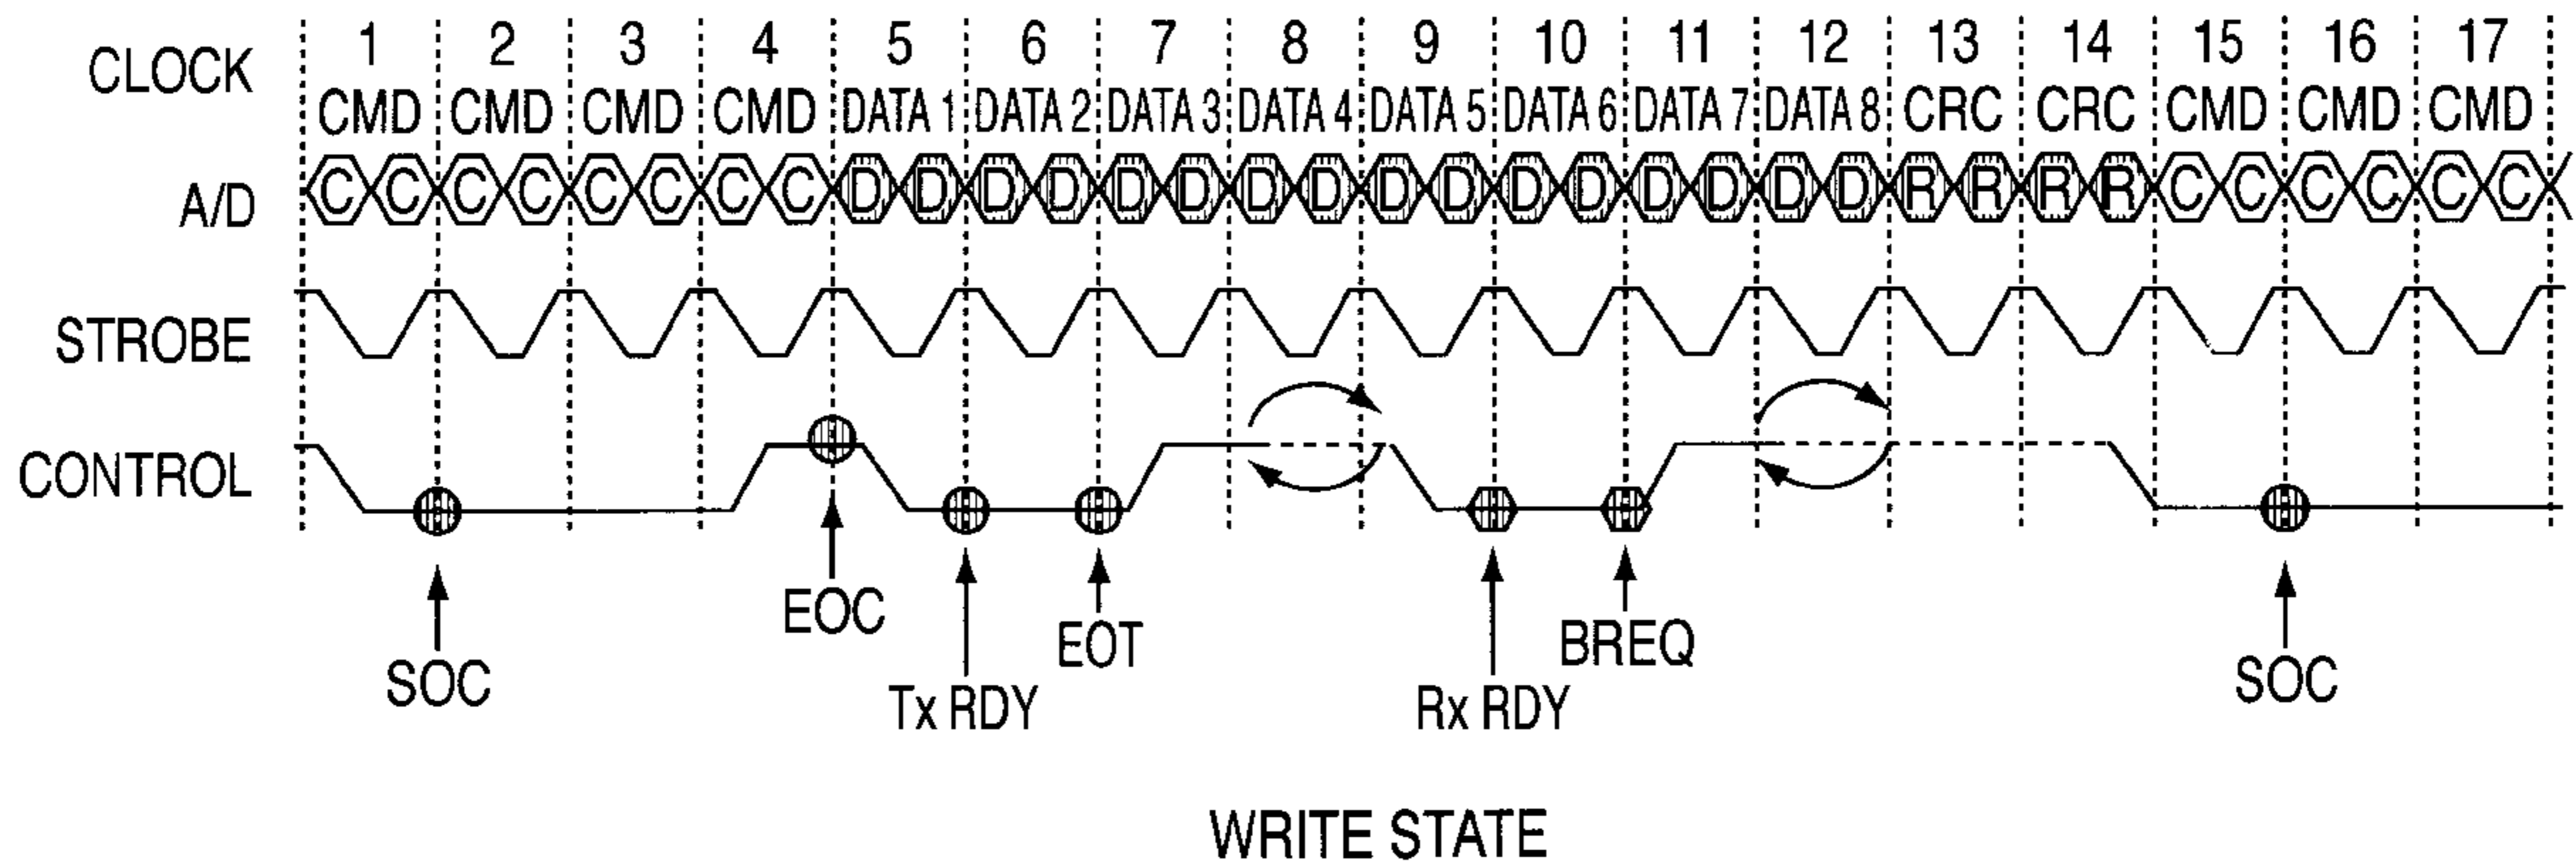 CLOCK 1 2 3 4 5 6 7 8 9 10 11 12 13 14 15 16 17
CMD CMD CMD CMD DATA 1 DATA 2 DATA 3 DATA 4 DATA 5 DATA 6 DATA 7 DATA 8 CRC CRC CMD CMD CMD
A/D C C C C C C C C D D D D D D D D D D D D D D D D R R R R C C C C C C
STROBE
CONTROL
EOC
EOT
BREQ
SOC
Tx RDY
Rx RDY
SOC
WRITE STATE